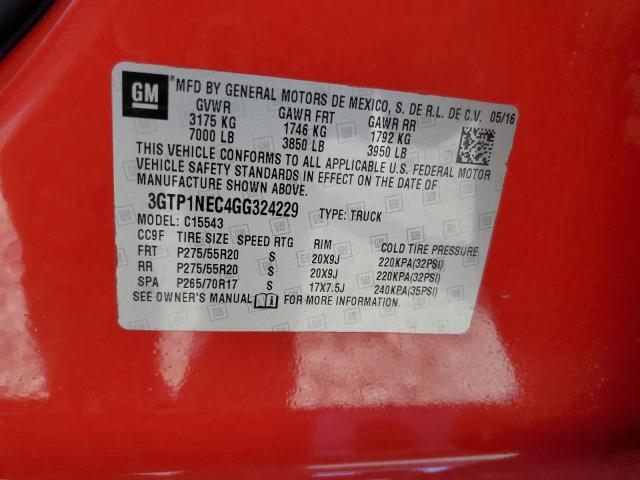 GM ®MFD BY GENERAL MOTORS DE MEXICO, S. DE R.L. DE C.V. 05/16
GVWR GAWR FRT GAWR RR
3175 KG 1746 KG 1792 KG
7000 LB 3850 LB 3950 LB
THIS VEHICLE CONFORMS TO ALL APPLICABLE U.S. FEDERAL MOTOR
VEHICLE SAFETY STANDARDS IN EFFECT ON THE DATE OF
MANUFACTURE SHOWN ABOVE.
3GTP1NEC4GG324229 TYPE: TRUCK
MODEL: C15543
CC9F TIRE SIZE SPEED RTG RIM COLD TIRE PRESSURE
FRT P275/55R20 S 20X9J 220KPA(32PSI)
RR P275/55R20 S 20X9J 220KPA(32PSI)
SPA P265/70R17 S 17X7.5J 240KPA(35PSI)
SEE OWNER'S MANUAL i FOR MORE INFORMATION.